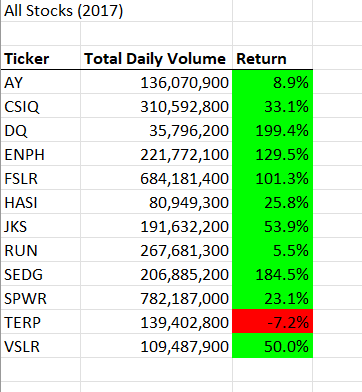 All Stocks (2017)
Ticker Total Daily Volume Return
AY 136,070,900 8.9%
CSIQ 310,592,800 33.1%
DQ 35,796,200 199.4%
ENPH 221,772,100 129.5%
FSLR 684,181,400 101.3%
HASI 80,949,300 25.8%
JKS 191,632,200 53.9%
RUN 267,681,300 5.5%
SEDG 206,885,200 184.5%
SPWR 782,187,000 23.1%
TERP 139,402,800 -7.2%
VSLR 109,487,900 50.0%